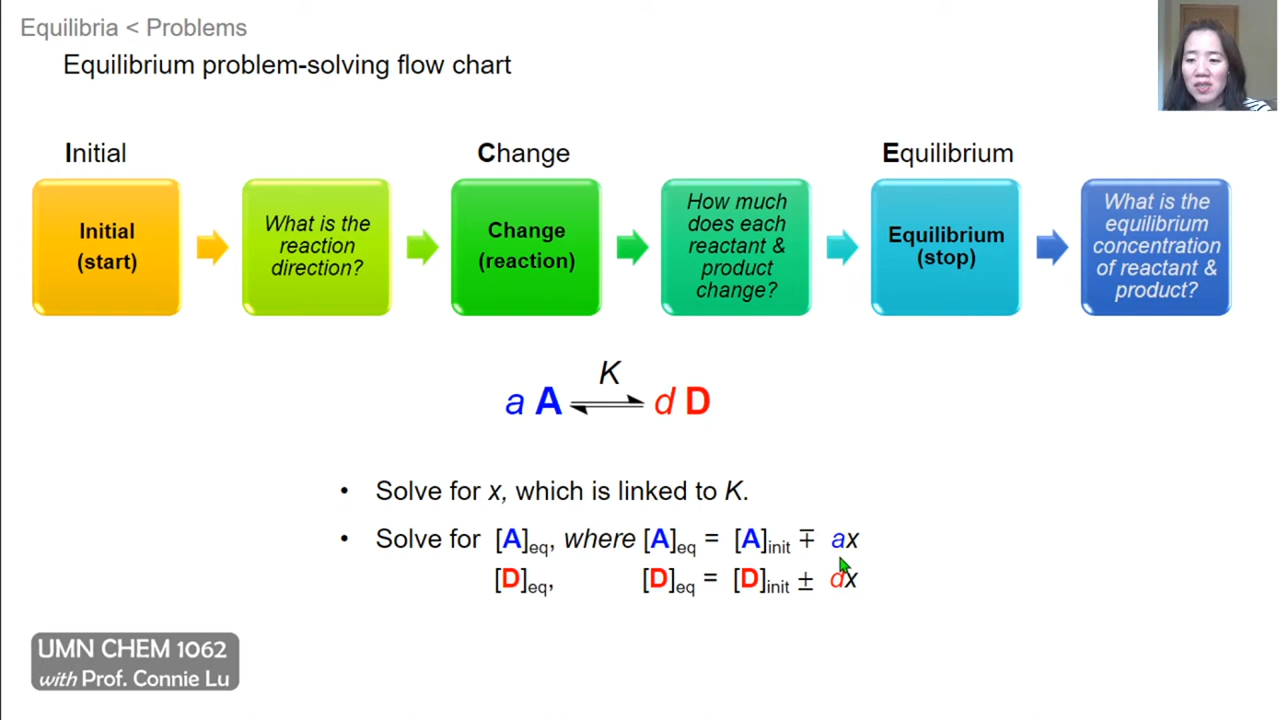 Equilibria < Problems
Equilibrium problem-solving flow chart
Initial
Change
Equilibrium
Initial
(start)
What is the
reaction
direction?
Change
(reaction)
How much
does each
reactant &
product
change?
Equilibrium
(stop)
What is the
equilibrium
concentration
of reactant &
product?
K
a A ⇌ d D
• Solve for x, which is linked to K.
• Solve for [A]eq, where [A]eq = [A]init ∓ ax
[D]eq, [D]eq = [D]init ± dx
UMN CHEM 1062
with Prof. Connie Lu